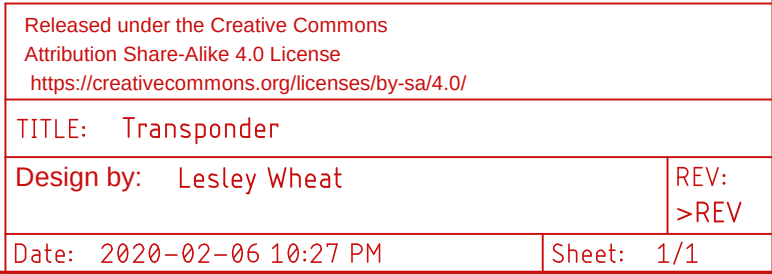 Released under the Creative Commons
Attribution Share-Alike 4.0 License
https://creativecommons.org/licenses/by-sa/4.0/
TITLE: Transponder
Design by: Lesley Wheat
REV:
>REV
Date: 2020-02-06 10:27 PM
Sheet: 1/1